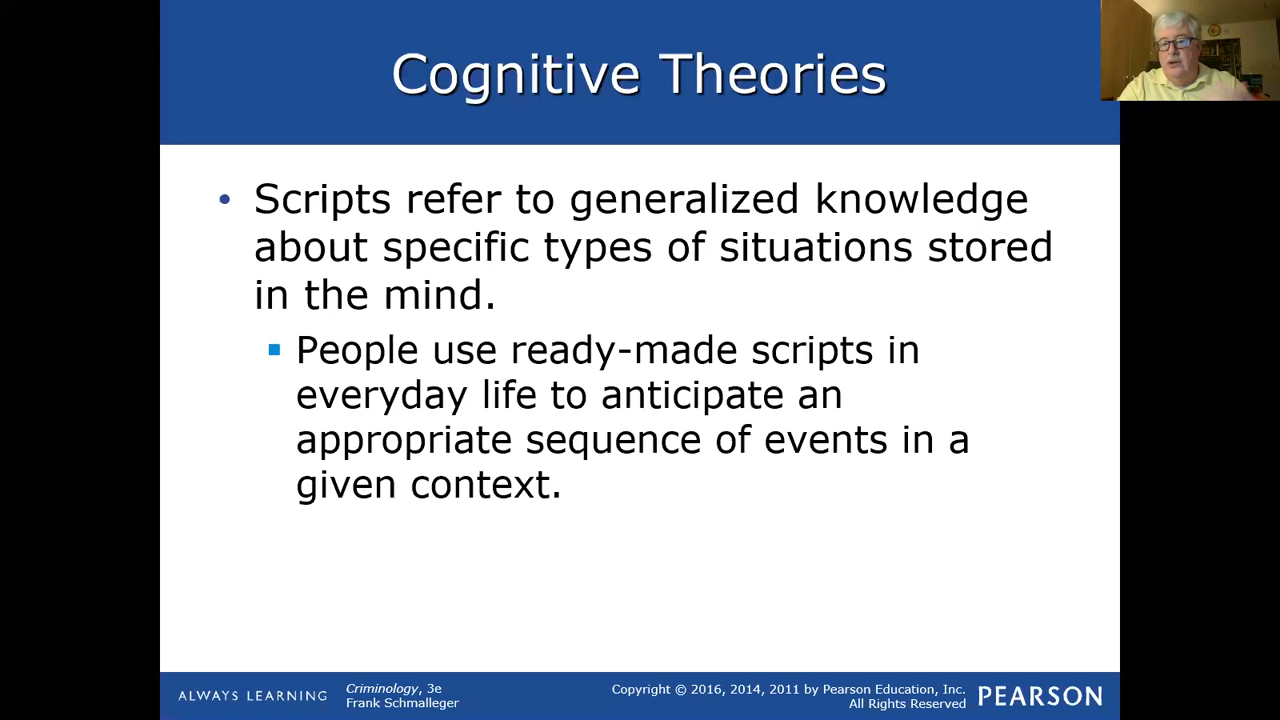 Cognitive Theories
• Scripts refer to generalized knowledge
about specific types of situations stored
in the mind.
▪ People use ready-made scripts in
everyday life to anticipate an
appropriate sequence of events in a
given context.
ALWAYS LEARNING
Criminology, 3e
Frank Schmalleger
Copyright © 2016, 2014, 2011 by Pearson Education, Inc.
All Rights Reserved
PEARSON